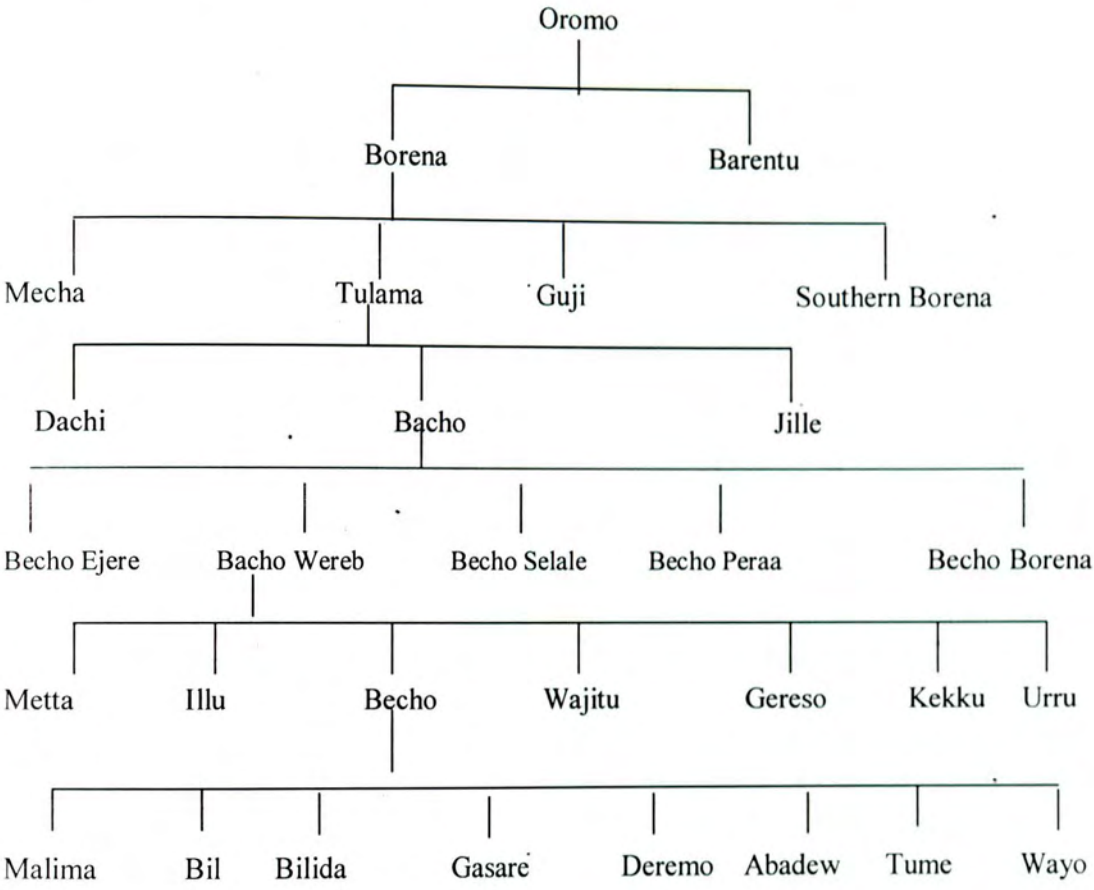 Oromo
Borena Barentu
Mecha Tulama Guji Southern Borena
Dachi Bacho Jille
Becho Ejere Bacho Wereb Becho Selale Becho Peraa Becho Borena
Metta Illu Becho Wajitu Gereso Kekku Urru
Malima Bil Bilida Gasare Deremo Abadew Tume Wayo